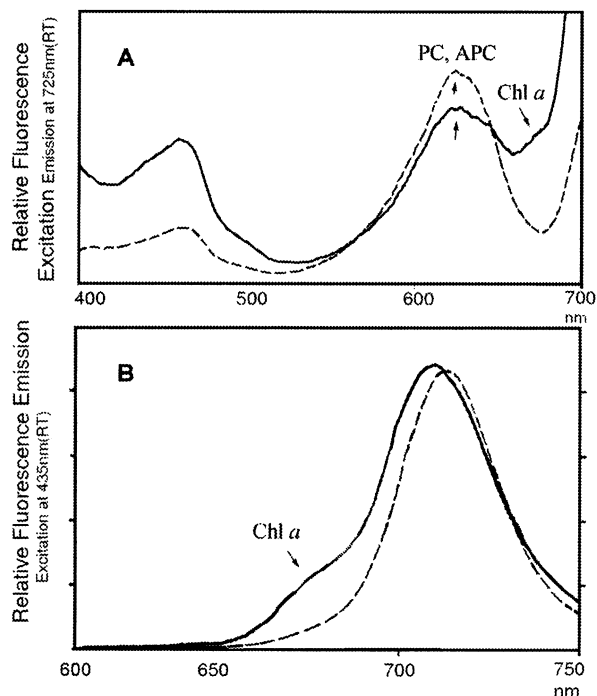 Relative Fluorescence
Excitation Emission at 725nm(RT)
A
PC, APC
Chl a
400 500 600 700
nm
Relative Fluorescence Emission
Excitation at 435nm(RT)
B
Chl a
600 650 700 750
nm